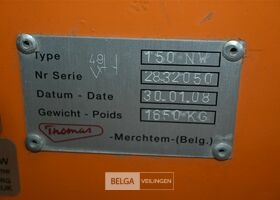 Type 150 NW
Nr Serie 2832050
Datum - Date 30.01.08
Gewicht - Poids 1650 KG
Thomas -Merchtem-(Belg.)
BELGA VEILINGEN